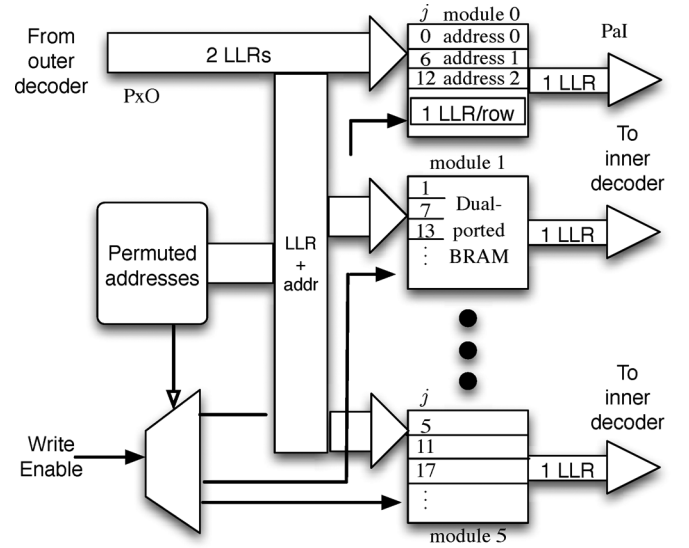 j module 0
From outer decoder
2 LLRs
PxO
0 address 0
6 address 1
12 address 2
1 LLR/row
PaI
1 LLR
To inner decoder
module 1
1
7
13
⋮
Dual-ported BRAM
1 LLR
Permuted addresses
LLR + addr
j
5
11
17
⋮
module 5
1 LLR
To inner decoder
Write Enable